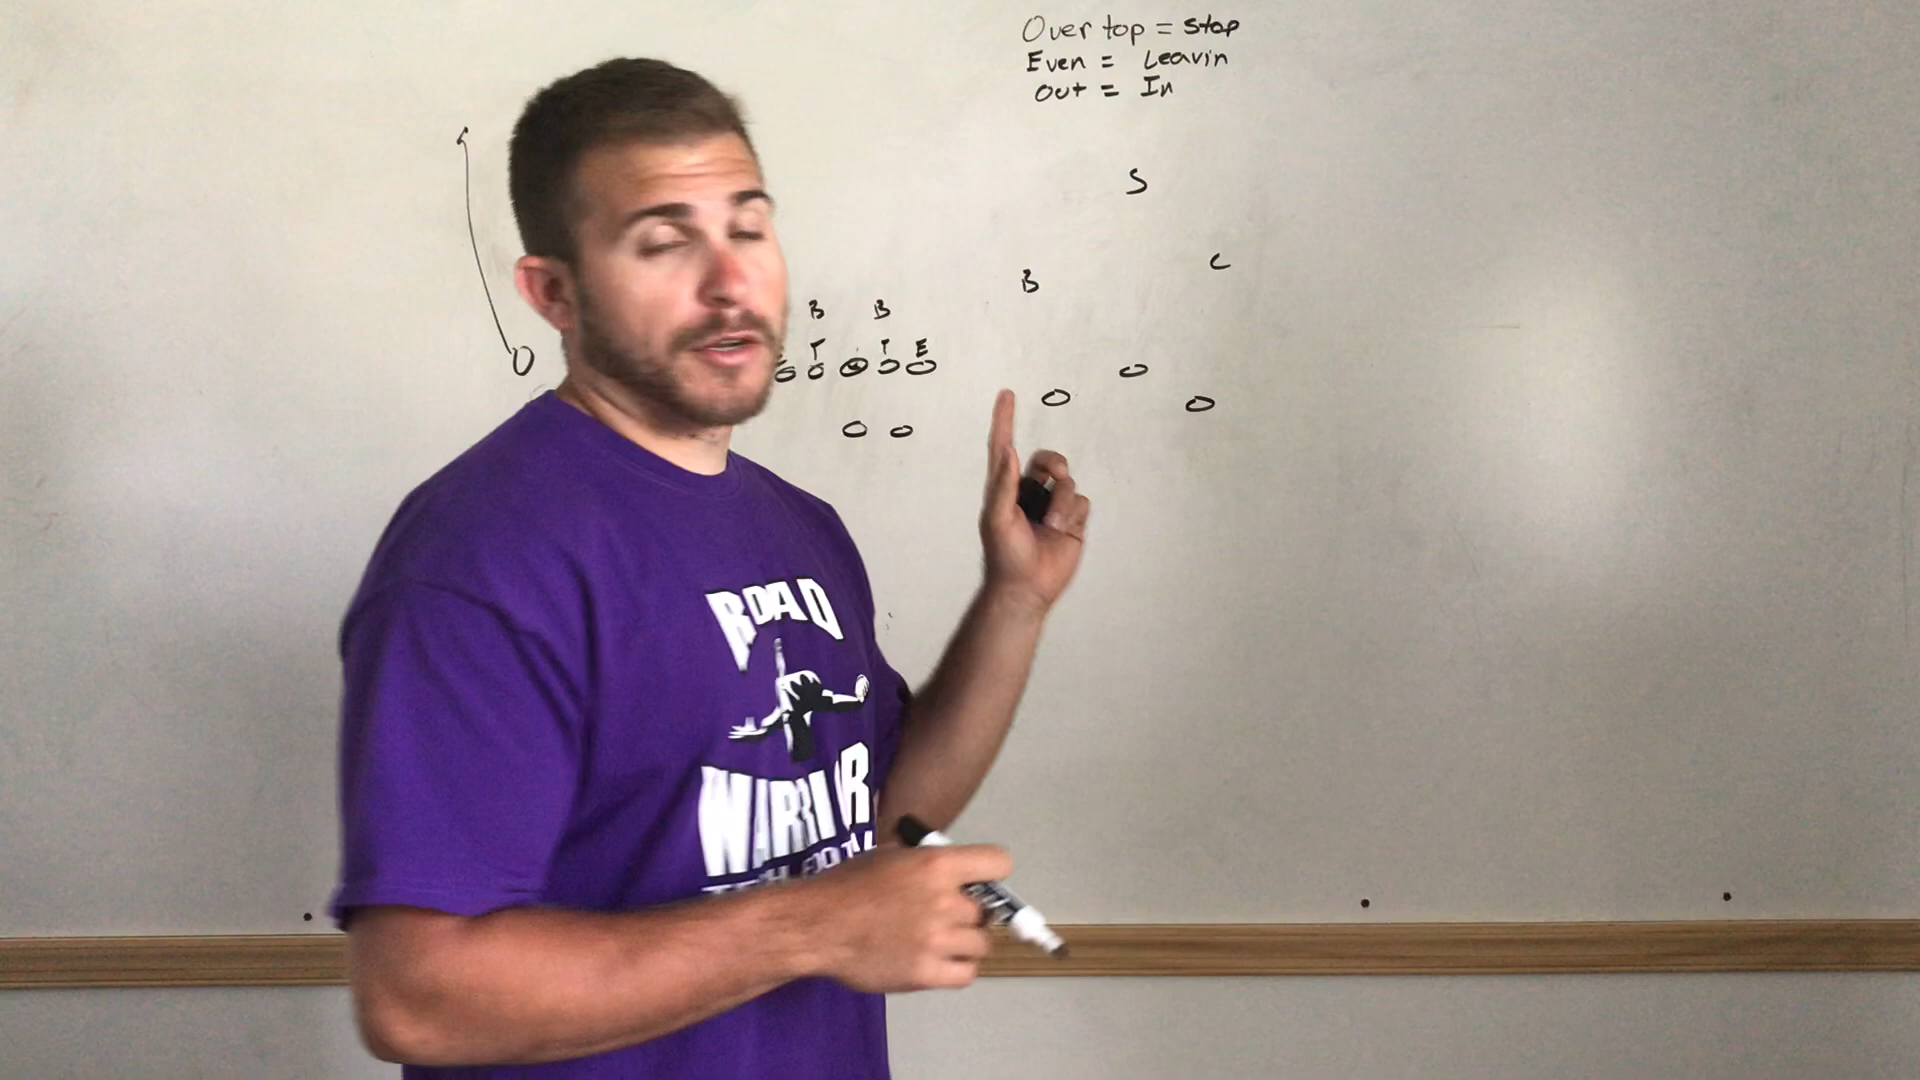 Over top = stop
Even = Leavin
Out = In
S
C
B
B B
T T E
O
ROAD
WARRIOR